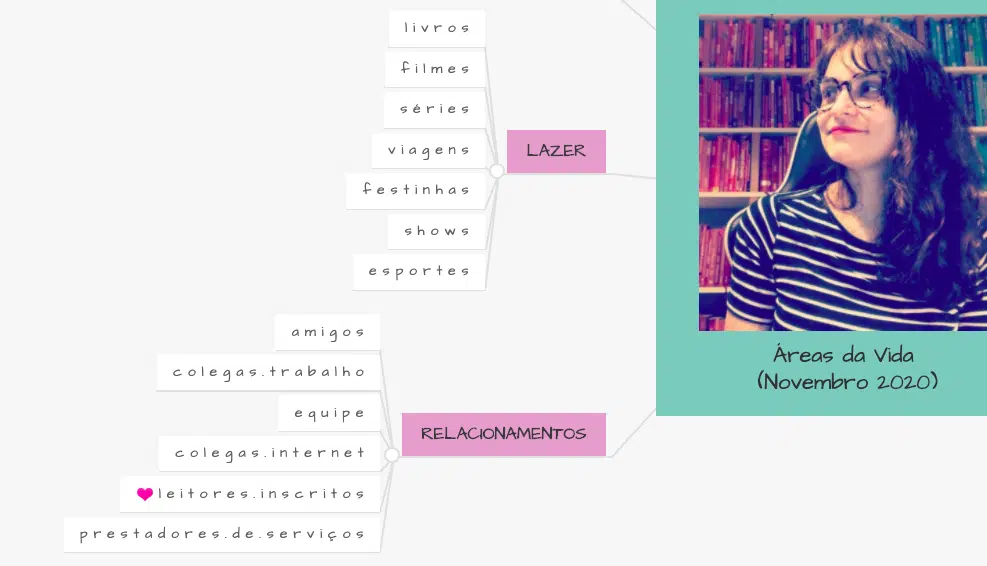 livros
filmes
séries
viagens
festinhas
shows
esportes
LAZER
amigos
colegas.trabalho
equipe
colegas.internet
leitores.inscritos
prestadores.de.serviços
RELACIONAMENTOS
Áreas da Vida
(Novembro 2020)